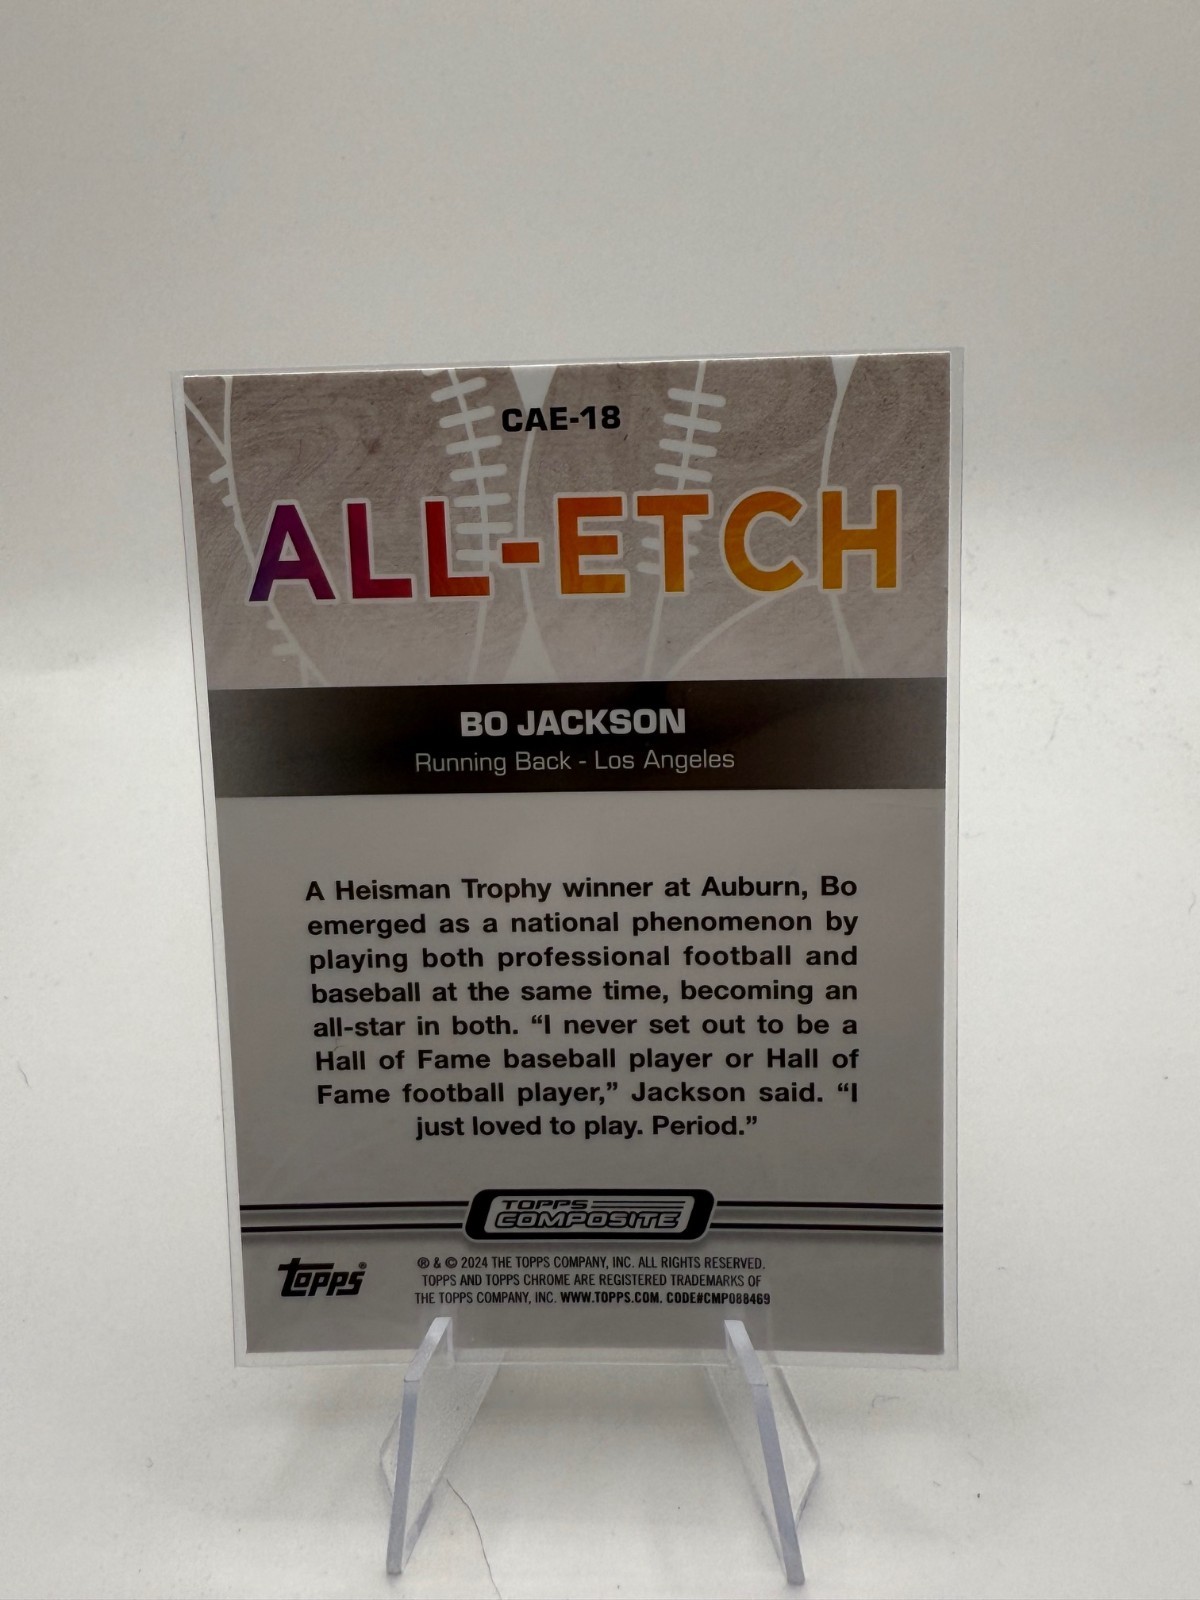 CAE-18
ALL-ETCH
BO JACKSON
Running Back - Los Angeles
A Heisman Trophy winner at Auburn, Bo
emerged as a national phenomenon by
playing both professional football and
baseball at the same time, becoming an
all-star in both. “I never set out to be a
Hall of Fame baseball player or Hall of
Fame football player,” Jackson said. “I
just loved to play. Period.”
TOPPS
COMPOSITE
topps®
® & © 2024 THE TOPPS COMPANY, INC. ALL RIGHTS RESERVED.
TOPPS AND TOPPS CHROME ARE REGISTERED TRADEMARKS OF
THE TOPPS COMPANY, INC. WWW.TOPPS.COM. CODE#CMP088469